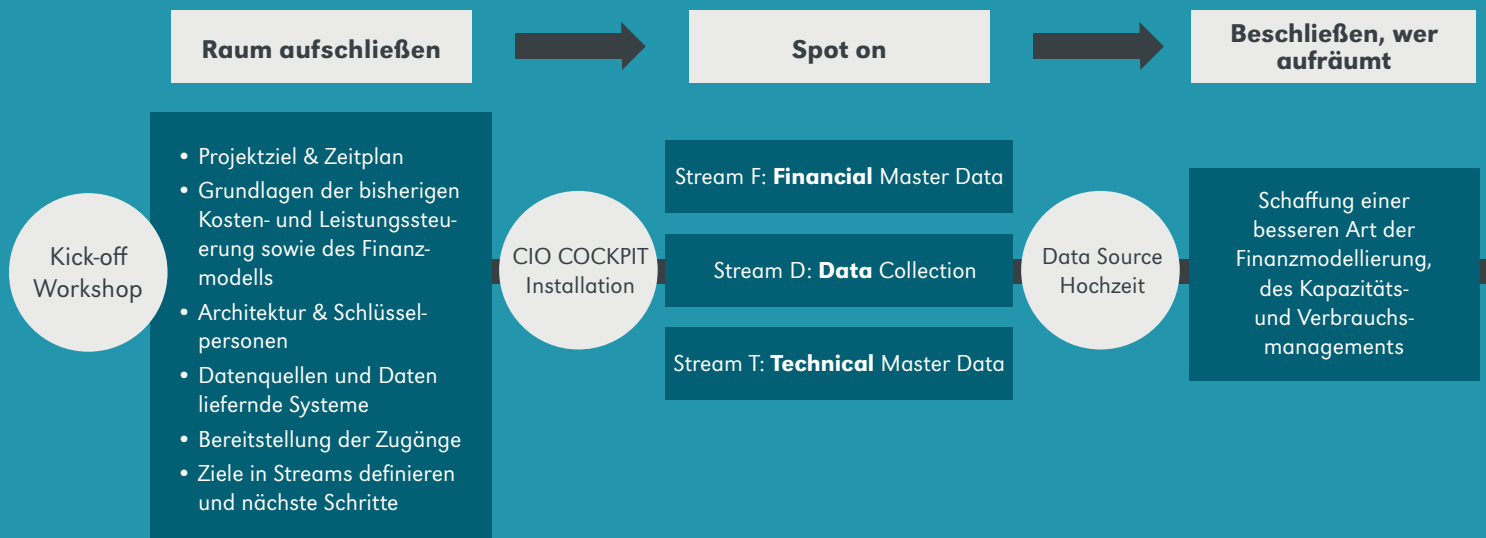 Raum aufschließen
Spot on
Beschließen, wer
aufräumt
Kick-off
Workshop
• Projektziel & Zeitplan
• Grundlagen der bisherigen
Kosten- und Leistungssteu-
erung sowie des Finanz-
modells
• Architektur & Schlüssel-
personen
• Datenquellen und Daten
liefernde Systeme
• Bereitstellung der Zugänge
• Ziele in Streams definieren
und nächste Schritte
CIO COCKPIT
Installation
Stream F: Financial Master Data
Stream D: Data Collection
Stream T: Technical Master Data
Data Source
Hochzeit
Schaffung einer
besseren Art der
Finanzmodellierung,
des Kapazitäts-
und Verbrauchs-
managements